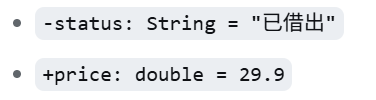 -status: String = "已借出"
+price: double = 29.9